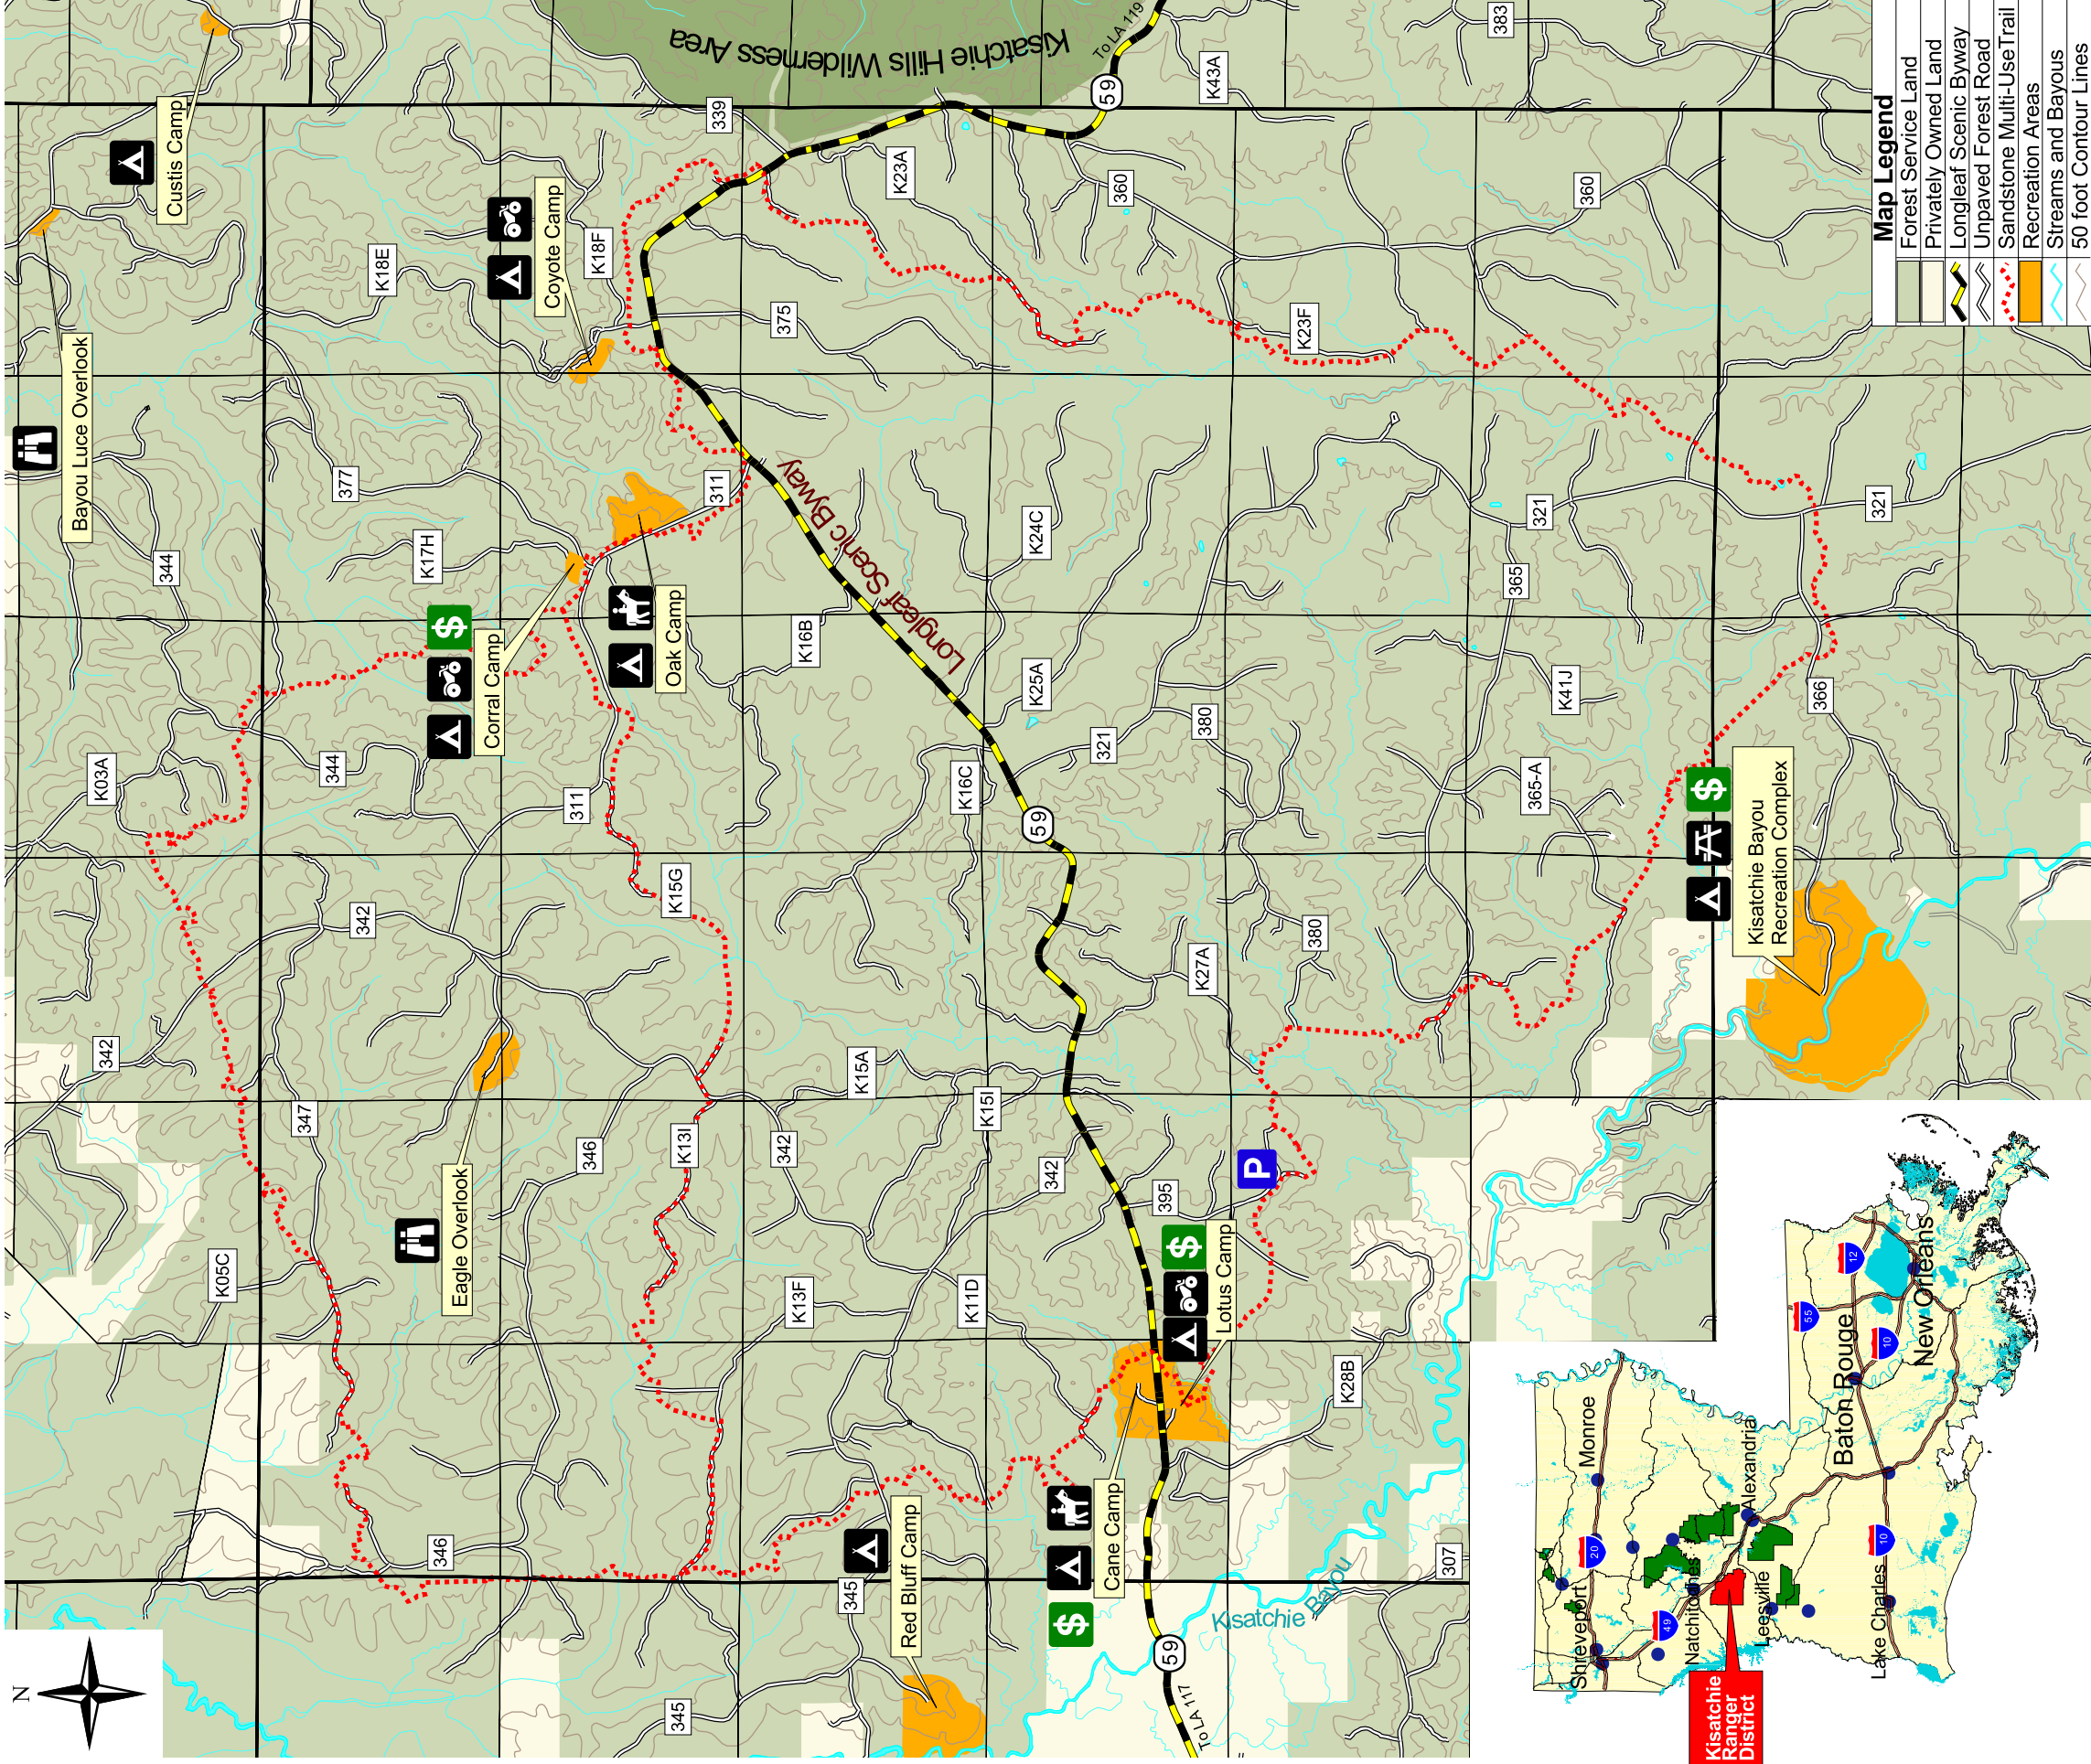 N
Bayou Luce Overlook
Custis Camp
K03A
344
K18E
342
377
339
K05C
K17H
Coyote Camp
K18F
Kisatchie Hills Wilderness Area
To LA 119
59
K43A
383
344
Corral Camp
$
311
311
Oak Camp
K23A
360
360
347
342
375
K16B
Longleaf Scenic Byway
K24C
K25A
K23F
Eagle Overlook
346
K15G
K13I
342
K15A
K16C
59
321
380
321
365
K41J
365-A
321
366
346
K13F
K15I
342
K11D
K27A
380
395
P
$
Lotus Camp
$
Kisatchie Bayou
Recreation Complex
345
345
Red Bluff Camp
$
Cane Camp
K28B
307
Kisatchie Bayou
59
To LA 117
Map Legend
Forest Service Land
Privately Owned Land
Longleaf Scenic Byway
Unpaved Forest Road
Sandstone Multi-Use Trail
Recreation Areas
Streams and Bayous
50 foot Contour Lines
Shreveport
20
Monroe
49
Natchitoches
Alexandria
Leesville
Lake Charles
10
Baton Rouge
10
55
12
New Orleans
Kisatchie
Ranger
District